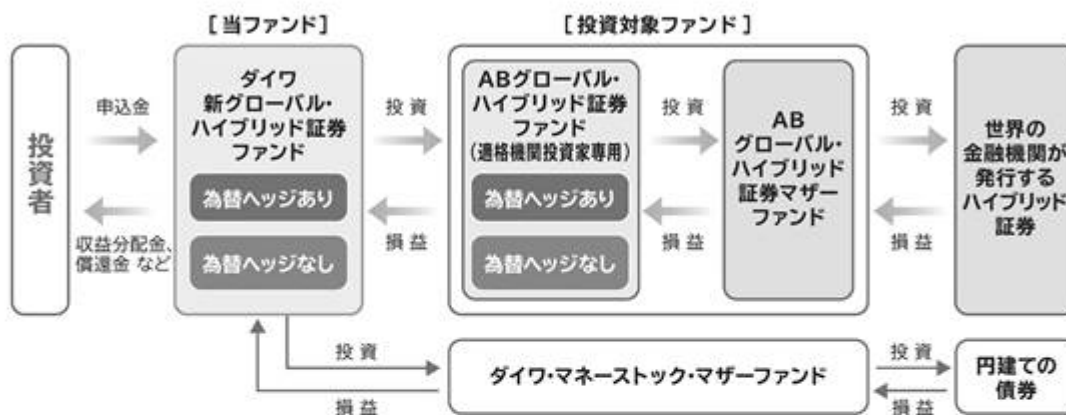 [当ファンド]
[投資対象ファンド]
投資者
申込金
収益分配金、
償還金 など
ダイワ
新グローバル・
ハイブリッド証券
ファンド
為替ヘッジあり
為替ヘッジなし
投資
損益
ABグローバル・
ハイブリッド証券
ファンド
(適格機関投資家専用)
為替ヘッジあり
為替ヘッジなし
投資
損益
AB
グローバル・
ハイブリッド
証券マザー
ファンド
投資
損益
世界の
金融機関が
発行する
ハイブリッド
証券
投資
損益
ダイワ・マネーストック・マザーファンド
投資
損益
円建ての
債券